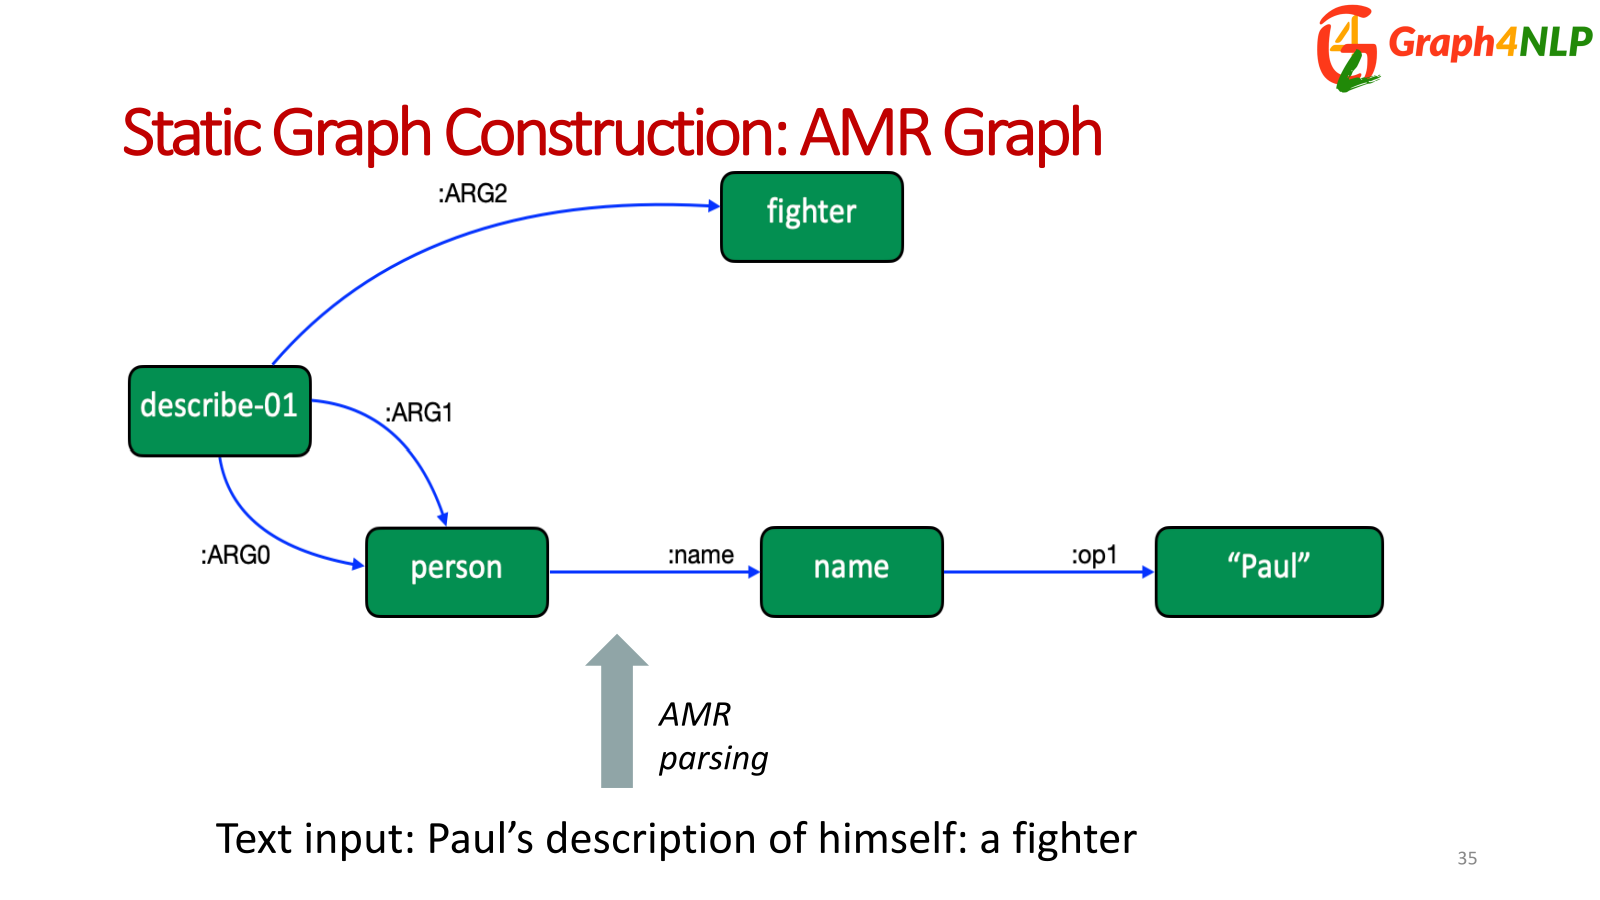 Graph4NLP
Static Graph Construction: AMR Graph
:ARG2
fighter
describe-01
:ARG1
:ARG0
person
:name
name
:op1
“Paul”
AMR
parsing
Text input: Paul’s description of himself: a fighter
35